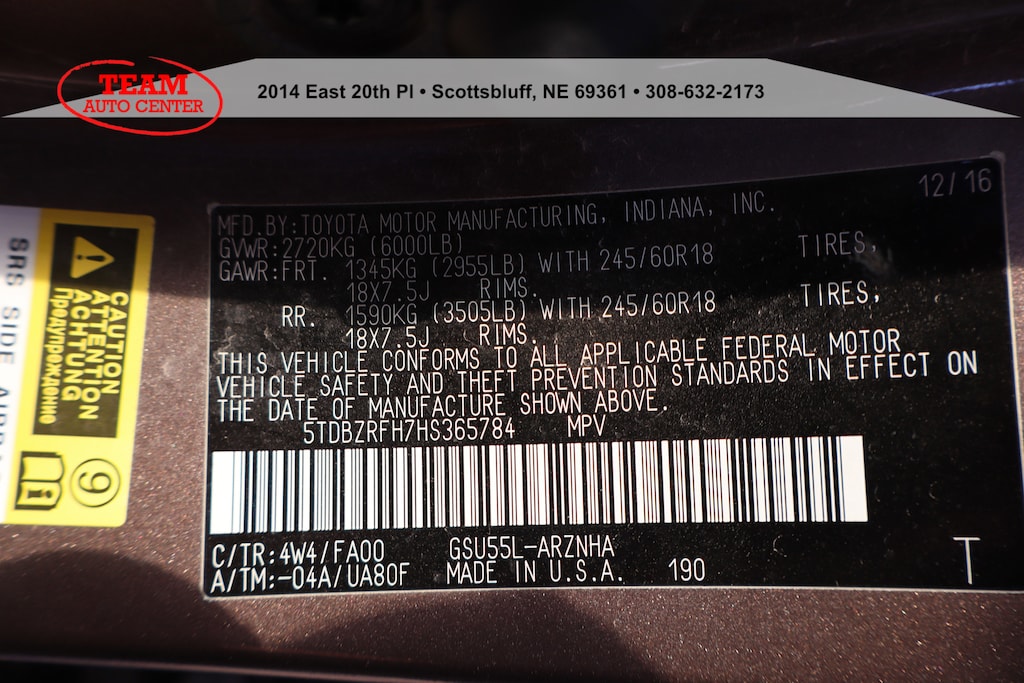 TEAM
AUTO CENTER
2014 East 20th Pl • Scottsbluff, NE 69361 • 308-632-2173
12/16
MFD.BY:TOYOTA MOTOR MANUFACTURING, INDIANA, INC.
GVWR:2720KG (6000LB)
GAWR:FRT. 1345KG (2955LB) WITH 245/60R18 TIRES,
18X7.5J RIMS.
RR. 1590KG (3505LB) WITH 245/60R18 TIRES,
18X7.5J RIMS.
THIS VEHICLE CONFORMS TO ALL APPLICABLE FEDERAL MOTOR
VEHICLE SAFETY AND THEFT PREVENTION STANDARDS IN EFFECT ON
THE DATE OF MANUFACTURE SHOWN ABOVE.
5TDBZRFH7HS365784 MPV
C/TR:4W4/FA00 GSU55L-ARZNHA
A/TM:-04A/UA80F MADE IN U.S.A. 190
T
CAUTION
ATTENTION
ACHTUNG
Предупреждение
9
SRS SIDE